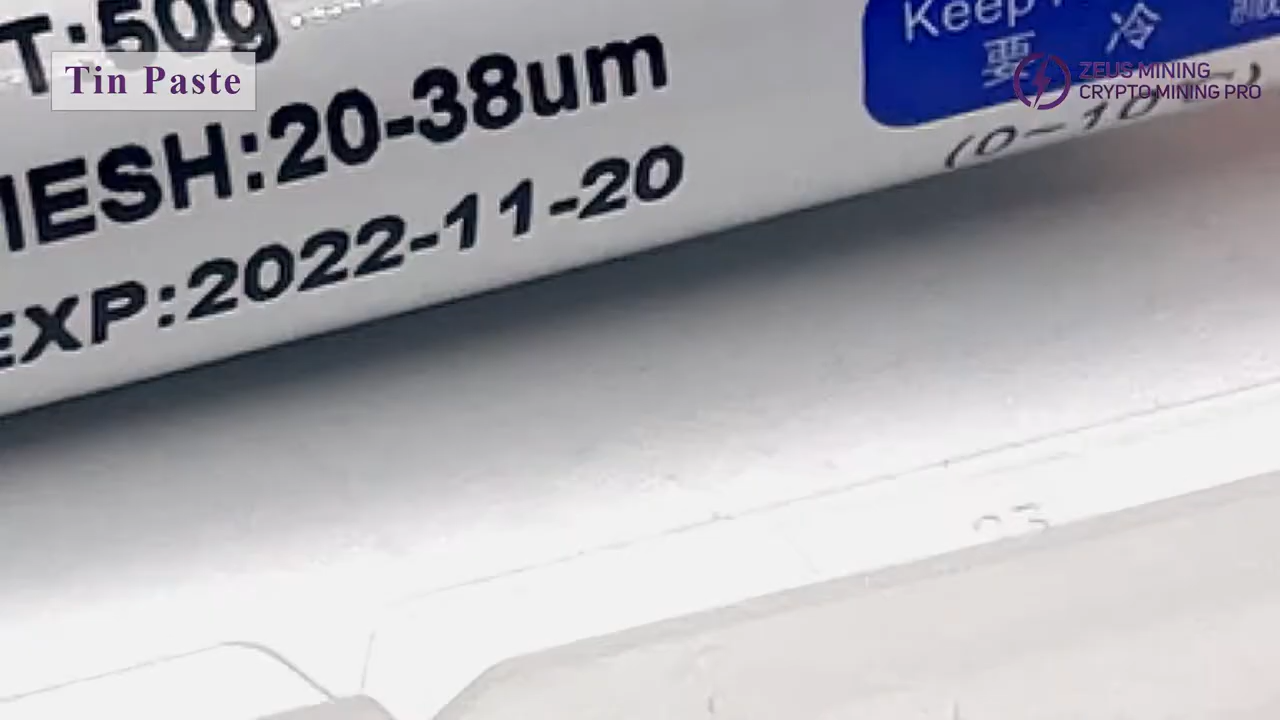 T:50g
Tin Paste
MESH:20-38um
EXP:2022-11-20
Keep
要 冷
ZEUS MINING
CRYPTO MINING PRO
(0~10